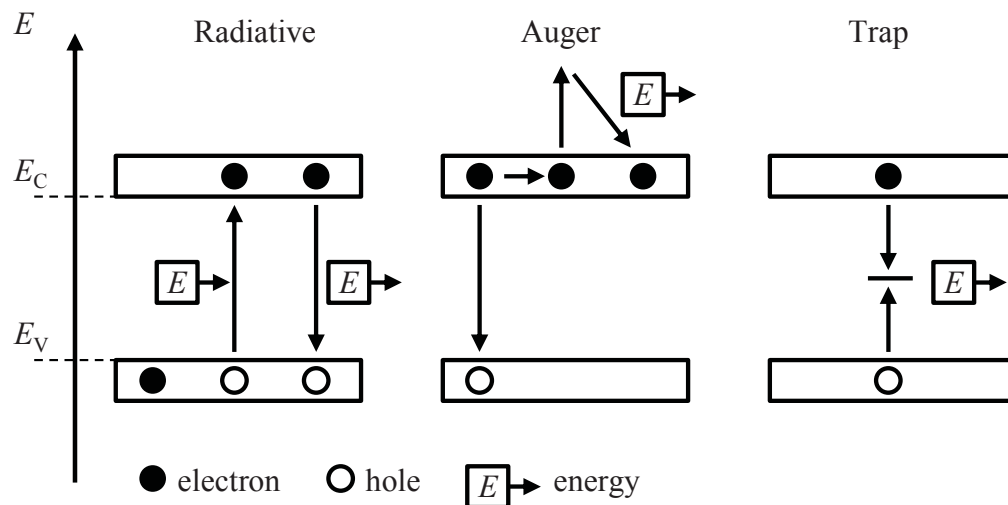 E Radiative Auger Trap
E
E_C
E E E
E_V
electron hole E energy